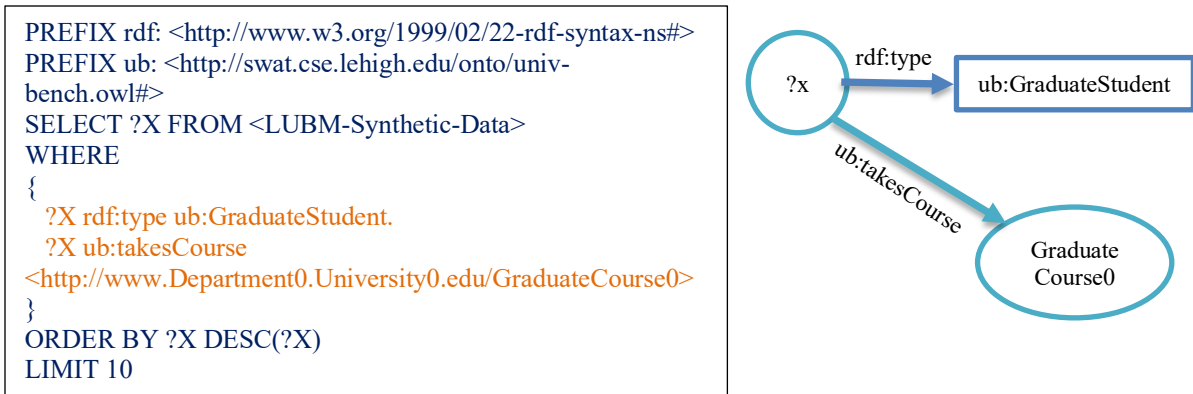 PREFIX rdf: <http://www.w3.org/1999/02/22-rdf-syntax-ns#>
PREFIX ub: <http://swat.cse.lehigh.edu/onto/univ-
bench.owl#>
SELECT ?X FROM <LUBM-Synthetic-Data>
WHERE
{
?X rdf:type ub:GraduateStudent.
?X ub:takesCourse
<http://www.Department0.University0.edu/GraduateCourse0>
}
ORDER BY ?X DESC(?X)
LIMIT 10
?x
rdf:type
ub:GraduateStudent
ub:takesCourse
Graduate
Course0